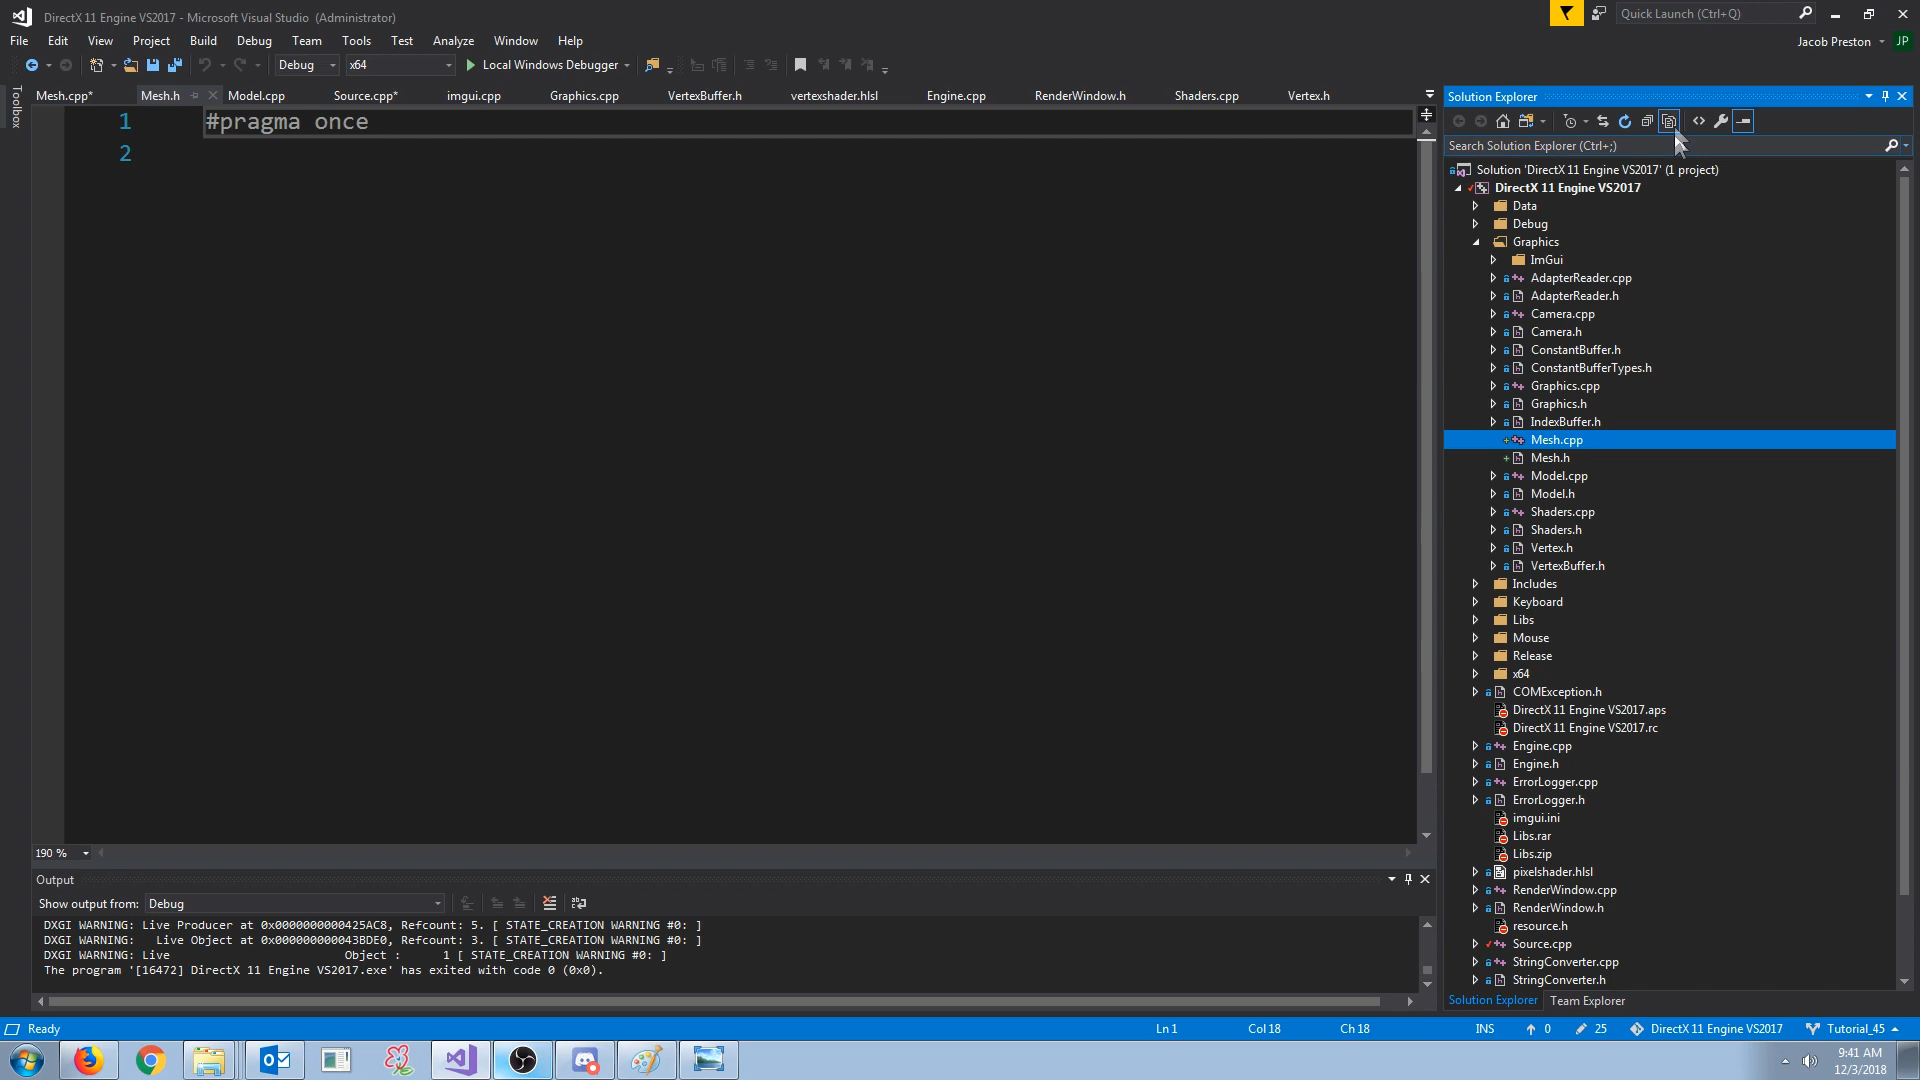 DirectX 11 Engine VS2017 - Microsoft Visual Studio (Administrator)
Quick Launch (Ctrl+Q)
File Edit View Project Build Debug Team Tools Test Analyze Window Help
Jacob Preston JP
Debug x64 Local Windows Debugger
Toolbox
Mesh.cpp* Mesh.h Model.cpp Source.cpp* imgui.cpp Graphics.cpp VertexBuffer.h vertexshader.hlsl Engine.cpp RenderWindow.h Shaders.cpp Vertex.h
1 #pragma once
2
190 %
Output
Show output from: Debug
DXGI WARNING: Live Producer at 0x0000000000425AC8, Refcount: 5. [ STATE_CREATION WARNING #0: ]
DXGI WARNING: Live Object at 0x000000000043BDE0, Refcount: 3. [ STATE_CREATION WARNING #0: ]
DXGI WARNING: Live Object : 1 [ STATE_CREATION WARNING #0: ]
The program '[16472] DirectX 11 Engine VS2017.exe' has exited with code 0 (0x0).
Solution Explorer
Search Solution Explorer (Ctrl+;)
Solution 'DirectX 11 Engine VS2017' (1 project)
DirectX 11 Engine VS2017
Data
Debug
Graphics
ImGui
AdapterReader.cpp
AdapterReader.h
Camera.cpp
Camera.h
ConstantBuffer.h
ConstantBufferTypes.h
Graphics.cpp
Graphics.h
IndexBuffer.h
Mesh.cpp
Mesh.h
Model.cpp
Model.h
Shaders.cpp
Shaders.h
Vertex.h
VertexBuffer.h
Includes
Keyboard
Libs
Mouse
Release
x64
COMException.h
DirectX 11 Engine VS2017.aps
DirectX 11 Engine VS2017.rc
Engine.cpp
Engine.h
ErrorLogger.cpp
ErrorLogger.h
imgui.ini
Libs.rar
Libs.zip
pixelshader.hlsl
RenderWindow.cpp
RenderWindow.h
resource.h
Source.cpp
StringConverter.cpp
StringConverter.h
Solution Explorer Team Explorer
Ready Ln 1 Col 18 Ch 18 INS 0 25 DirectX 11 Engine VS2017 Tutorial_45
9:41 AM
12/3/2018